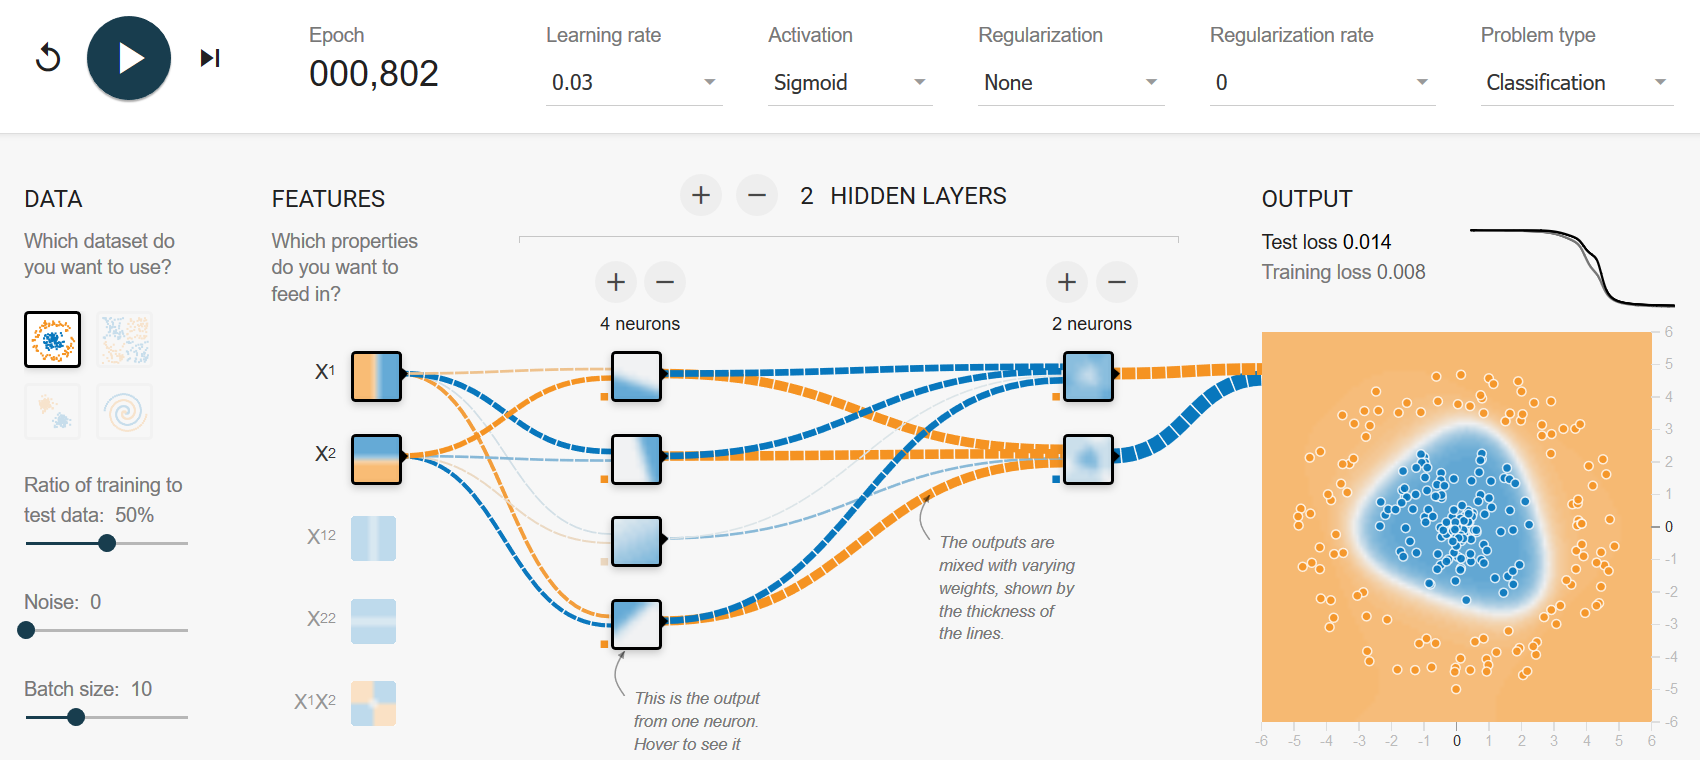 Epoch
000,802
Learning rate
0.03
Activation
Sigmoid
Regularization
None
Regularization rate
0
Problem type
Classification
DATA
Which dataset do
you want to use?
Ratio of training to
test data: 50%
Noise: 0
Batch size: 10
FEATURES
Which properties
do you want to
feed in?
X1
X2
X12
X22
X1X2
+ − 2 HIDDEN LAYERS
+ −
4 neurons
+ −
2 neurons
This is the output
from one neuron.
Hover to see it
The outputs are
mixed with varying
weights, shown by
the thickness of
the lines.
OUTPUT
Test loss 0.014
Training loss 0.008
6
5
4
3
2
1
0
-1
-2
-3
-4
-5
-6
-6 -5 -4 -3 -2 -1 0 1 2 3 4 5 6